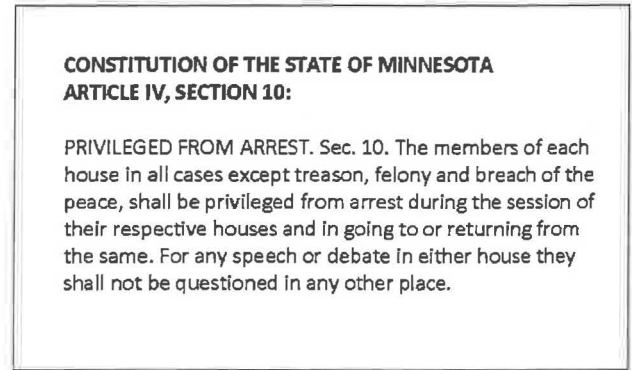 CONSTITUTION OF THE STATE OF MINNESOTA
ARTICLE IV, SECTION 10:
PRIVILEGED FROM ARREST. Sec. 10. The members of each
house in all cases except treason, felony and breach of the
peace, shall be privileged from arrest during the session of
their respective houses and in going to or returning from
the same. For any speech or debate in either house they
shall not be questioned in any other place.